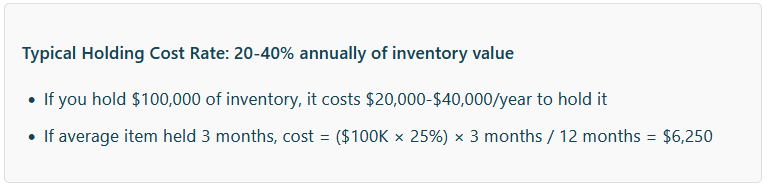 Typical Holding Cost Rate: 20-40% annually of inventory value
• If you hold $100,000 of inventory, it costs $20,000-$40,000/year to hold it
• If average item held 3 months, cost = ($100K × 25%) × 3 months / 12 months = $6,250